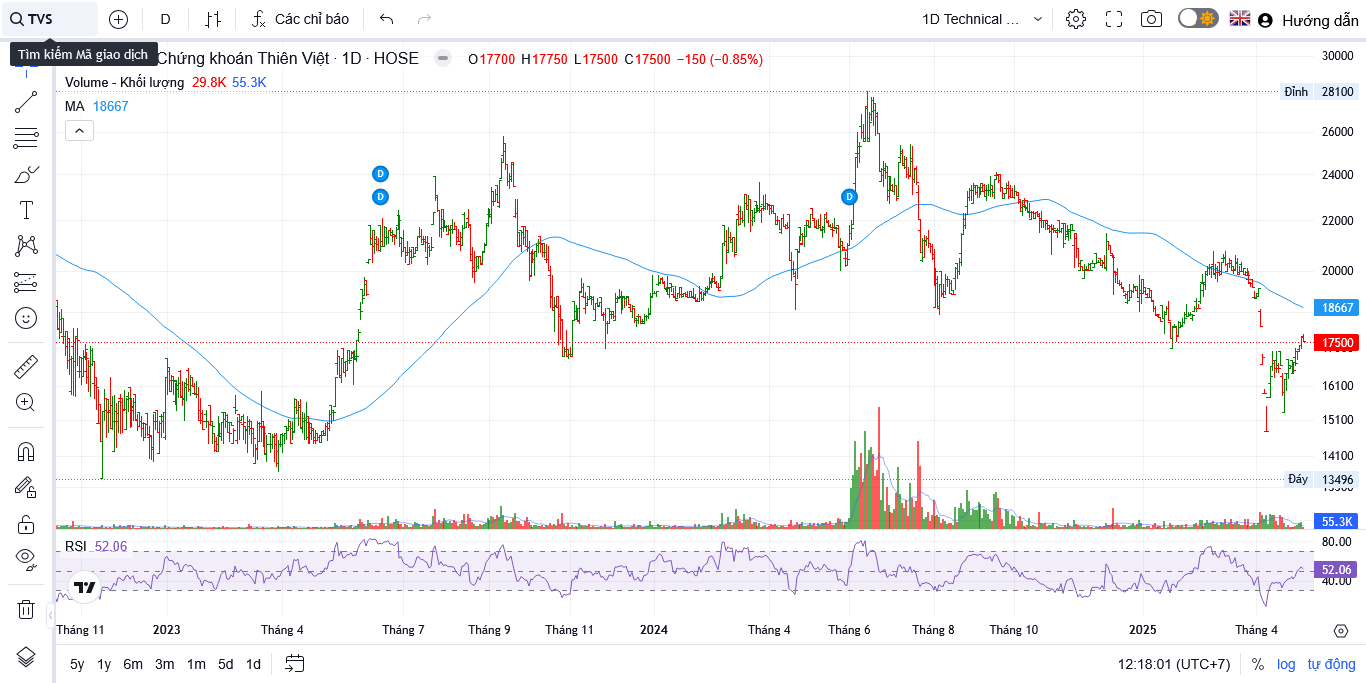 TVS D Các chỉ báo 1D Technical ... Hướng dẫn
Tìm kiếm Mã giao dịch
Chứng khoán Thiên Việt · 1D · HOSE O17700 H17750 L17500 C17500 −150 (−0.85%)
Volume - Khối lượng 29.8K 55.3K
MA 18667
30000
Đỉnh 28100
26000
24000
22000
20000
18667
17500
16100
15100
14100
Đáy 13496
55.3K
D
D
D
RSI 52.06
80.00
52.06
40.00
Tháng 11 2023 Tháng 4 Tháng 7 Tháng 9 Tháng 11 2024 Tháng 4 Tháng 6 Tháng 8 Tháng 10 2025 Tháng 4
5y 1y 6m 3m 1m 5d 1d 12:18:01 (UTC+7) % log tự động